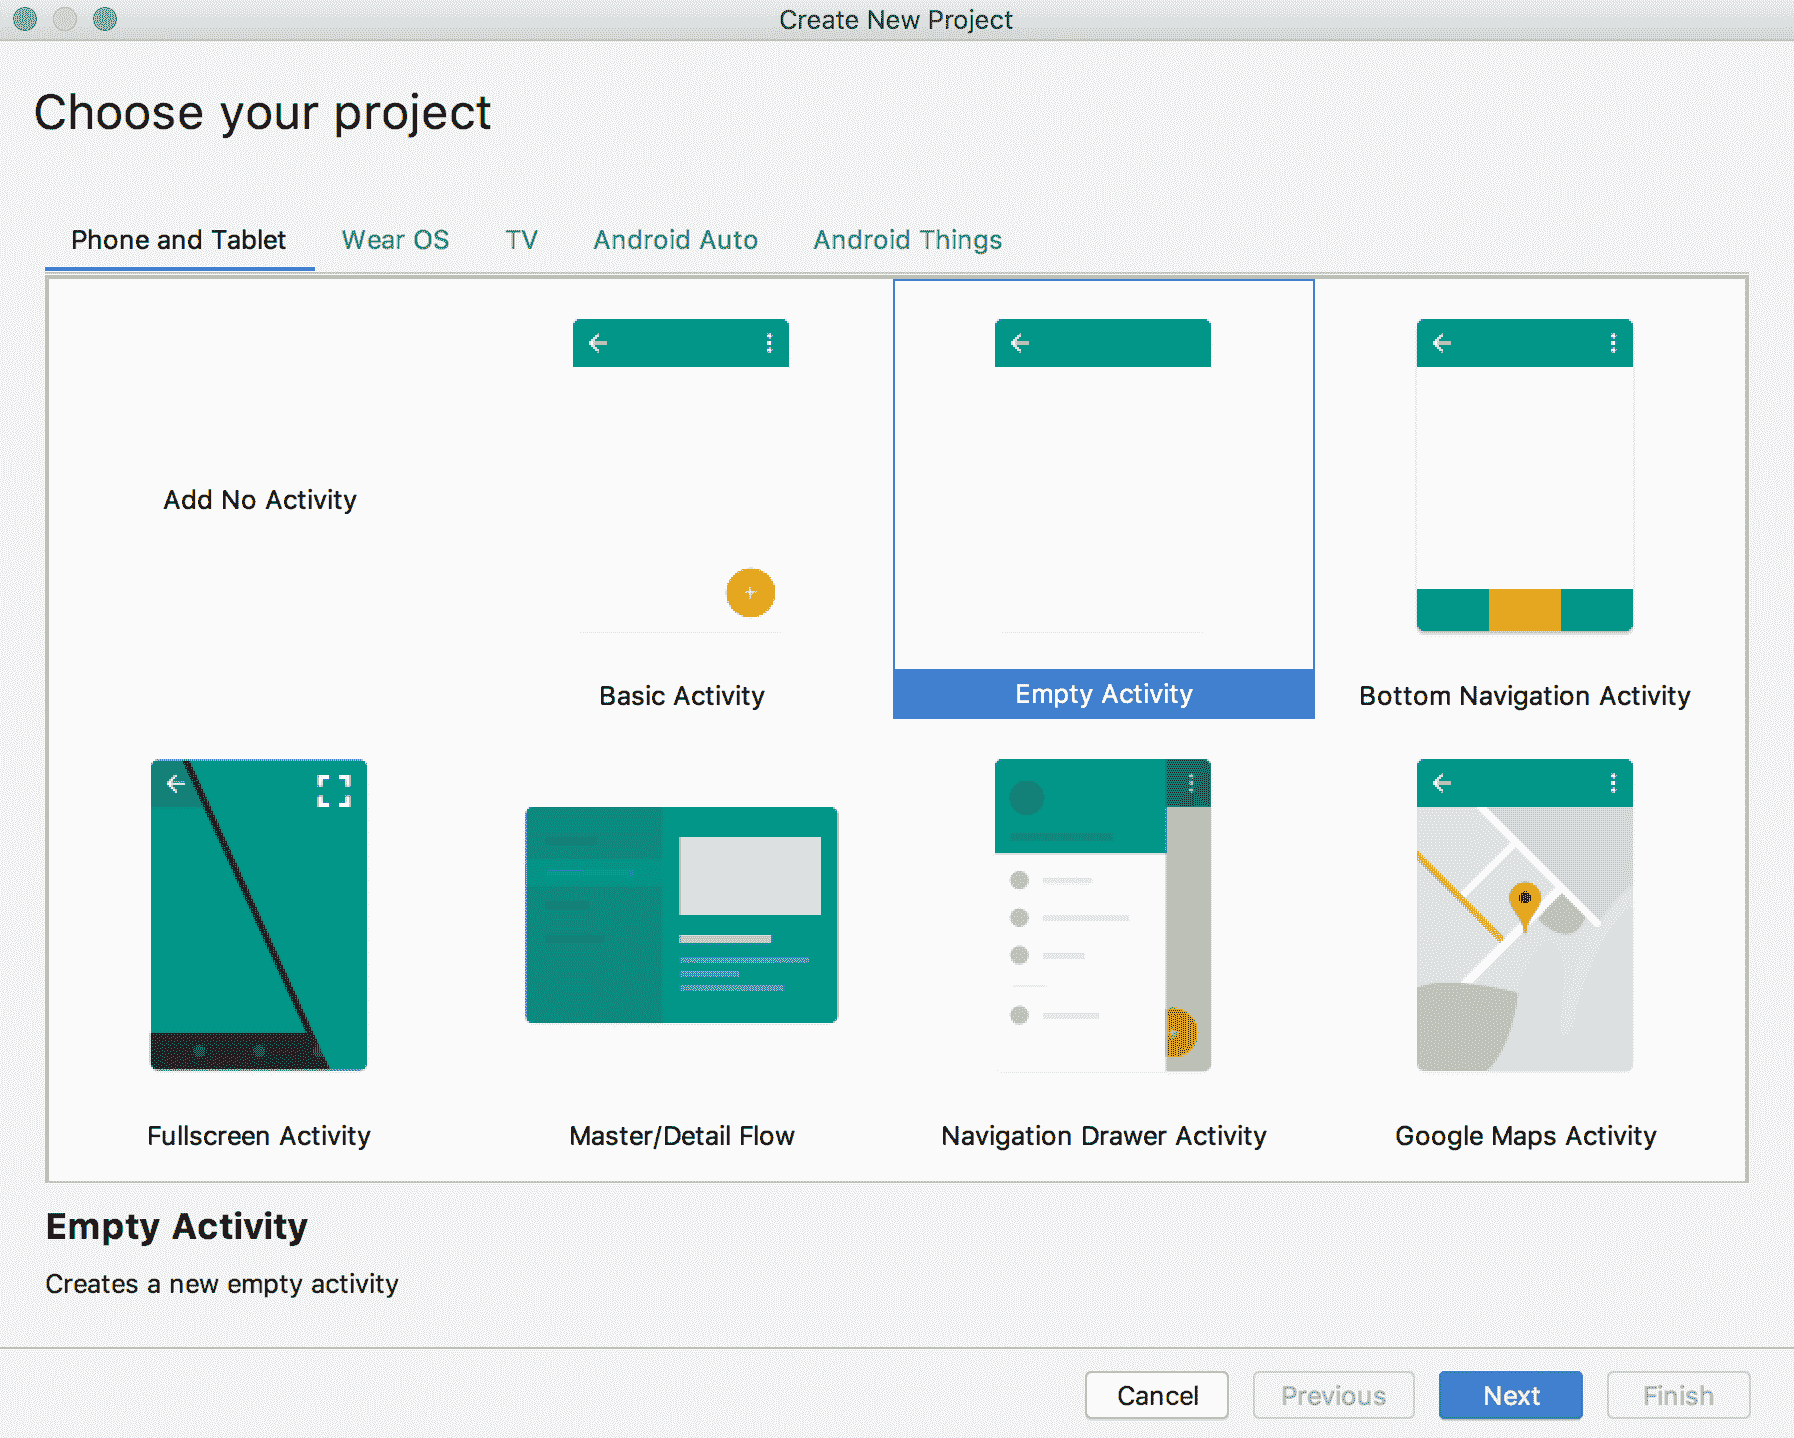 Create New Project
Choose your project
Phone and Tablet Wear OS TV Android Auto Android Things
Add No Activity
Basic Activity
Empty Activity
Bottom Navigation Activity
Fullscreen Activity
Master/Detail Flow
Navigation Drawer Activity
Google Maps Activity
Empty Activity
Creates a new empty activity
Cancel Previous Next Finish